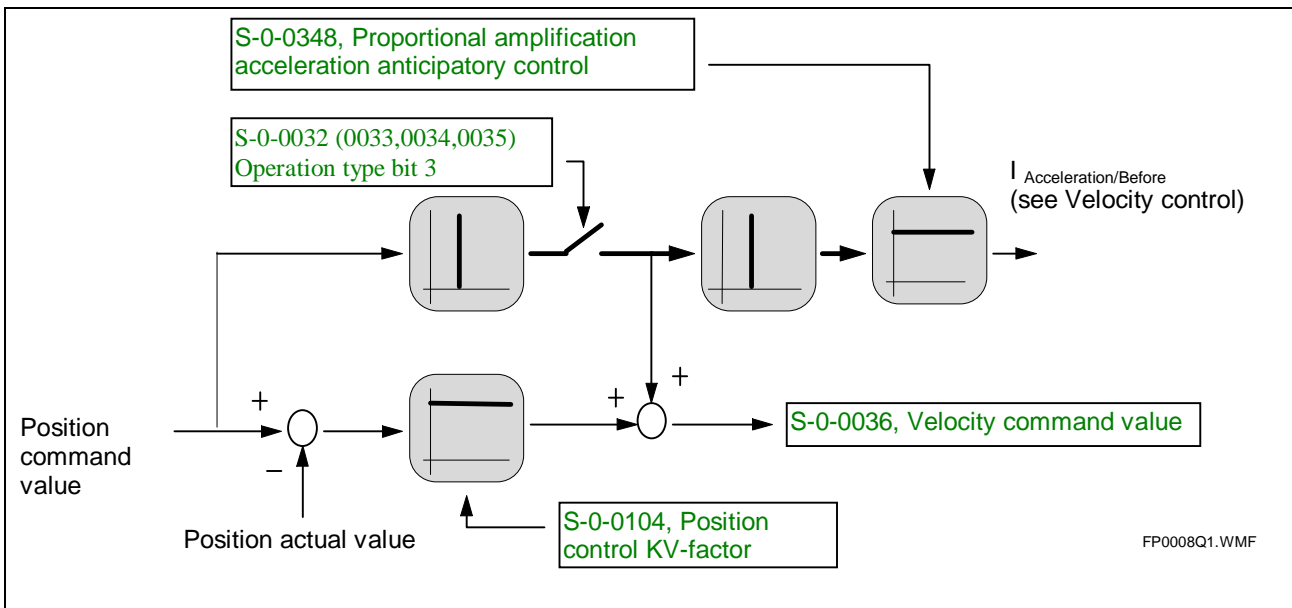 S-0-0348, Proportional amplification
acceleration anticipatory control
S-0-0032 (0033,0034,0035)
Operation type bit 3
I Acceleration/Before
(see Velocity control)
+
+
+
Position
command
value
−
S-0-0036, Velocity command value
Position actual value
S-0-0104, Position
control KV-factor
FP0008Q1.WMF